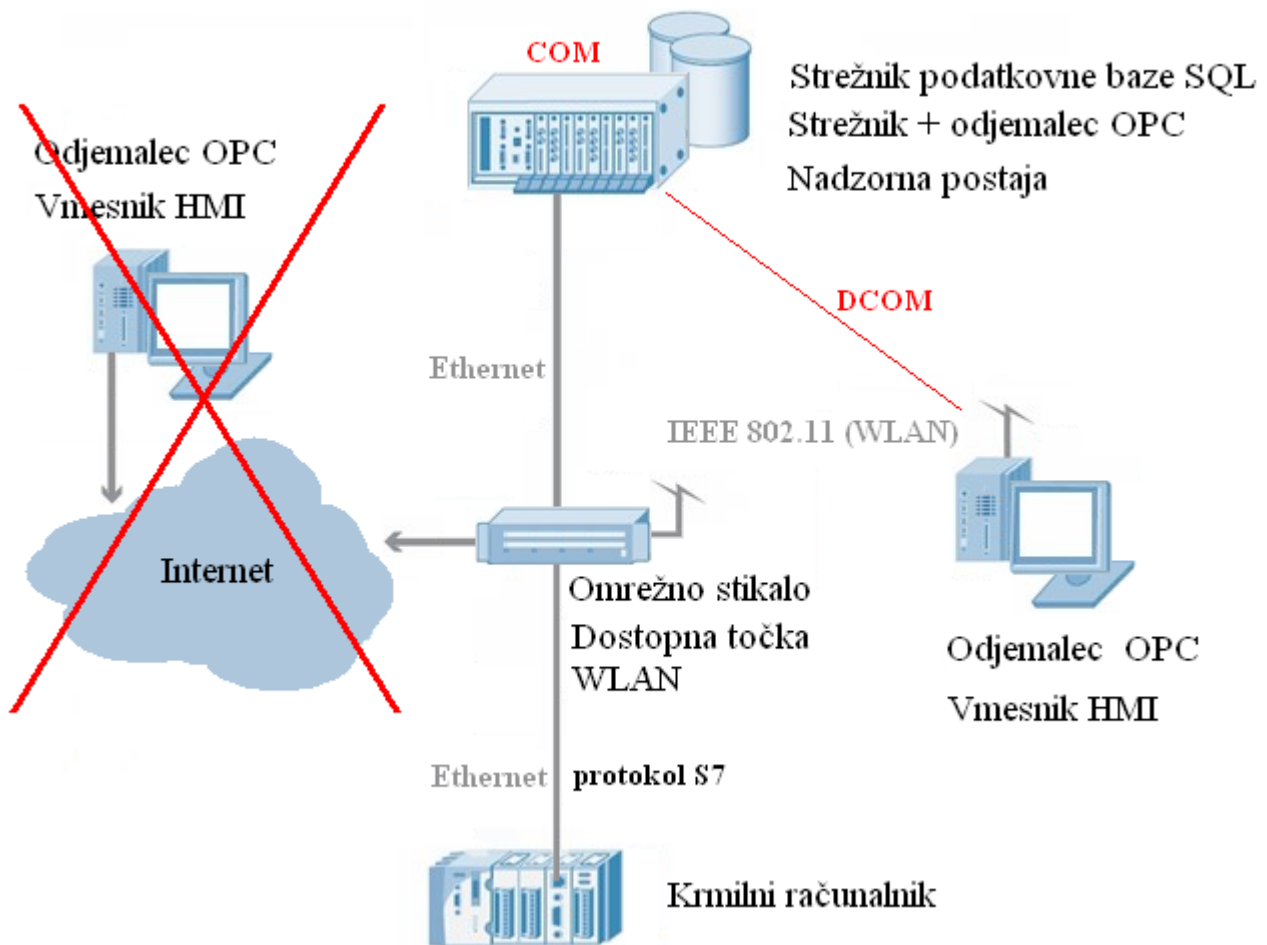 COM
Strežnik podatkovne baze SQL
Strežnik + odjemalec OPC
Nadzorna postaja
Odjemalec OPC
Vmesnik HMI
DCOM
Ethernet
IEEE 802.11 (WLAN)
Internet
Omrežno stikalo
Dostopna točka
WLAN
Odjemalec OPC
Vmesnik HMI
Ethernet
protokol S7
Krmilni računalnik